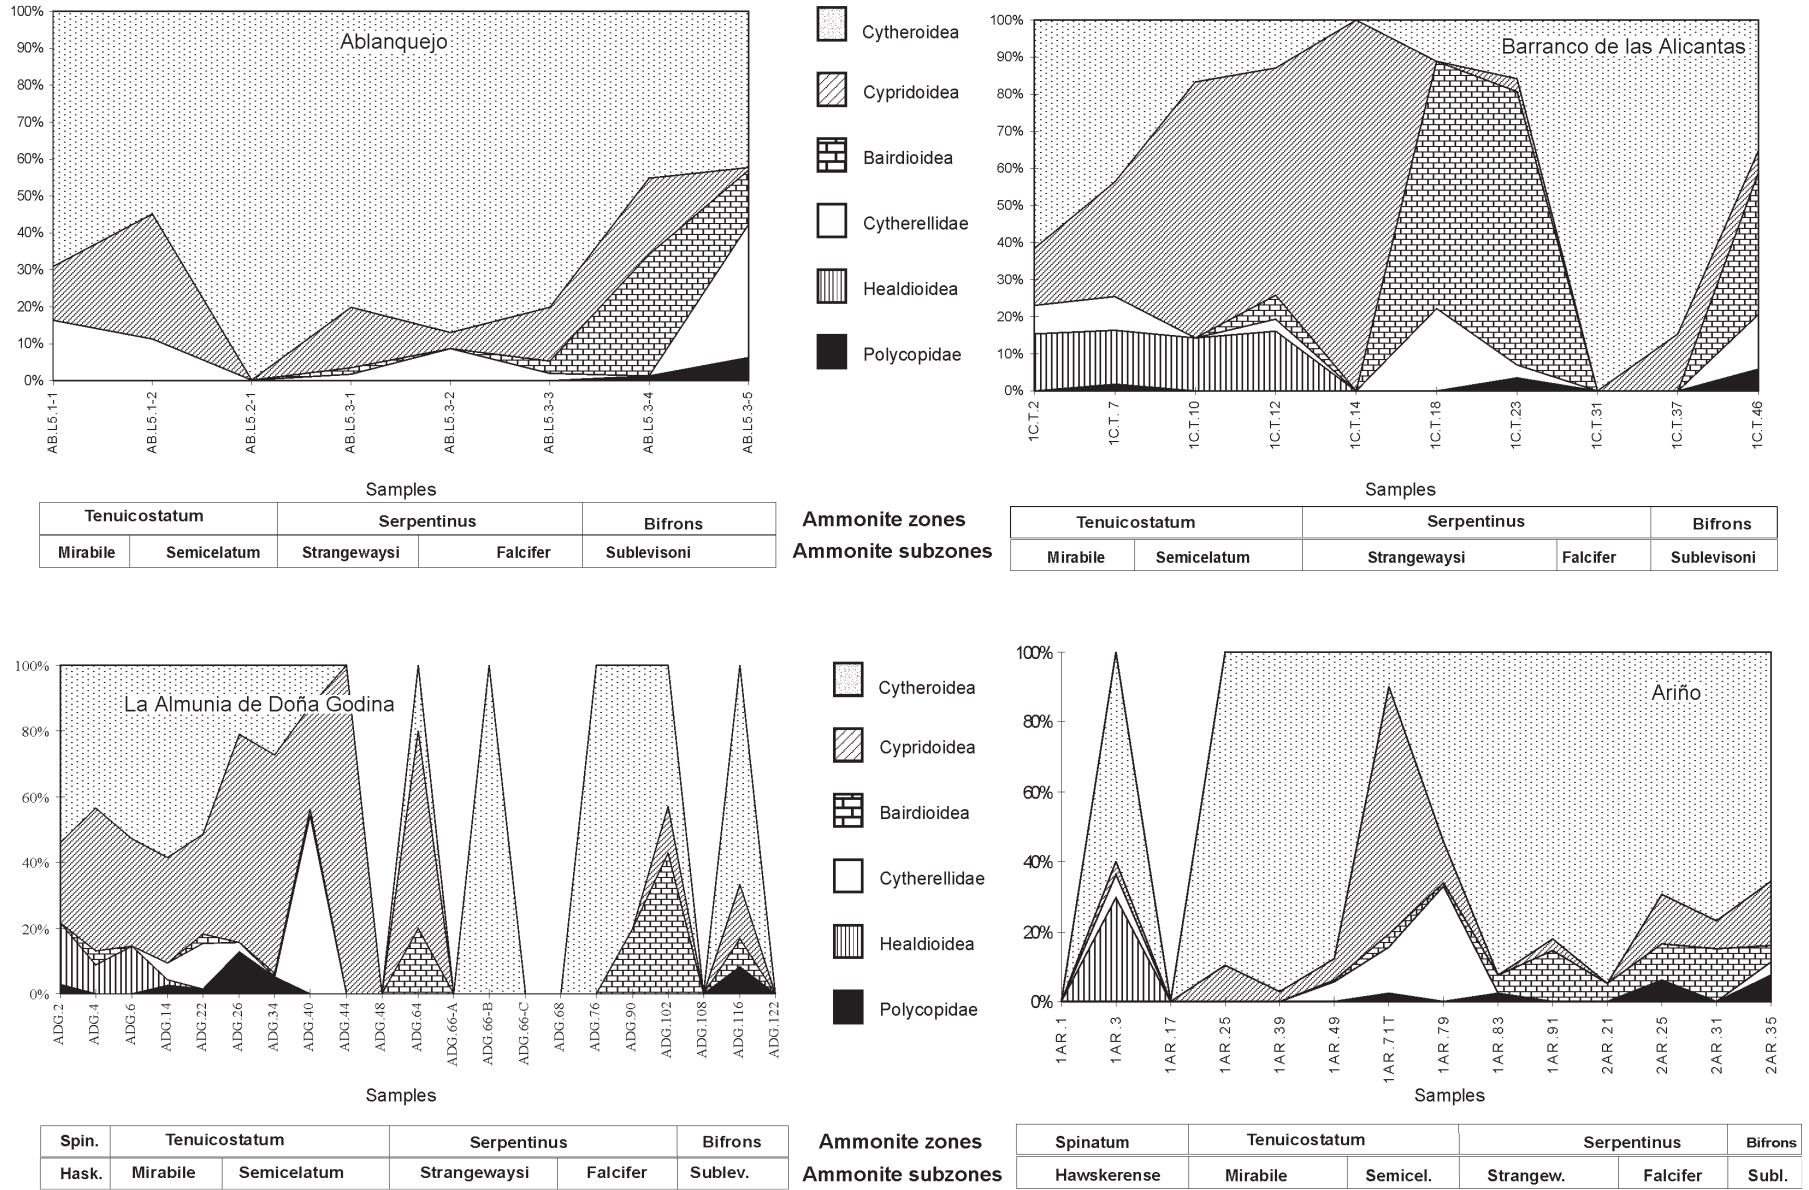 Ablanquejo
100%
90%
80%
70%
60%
50%
40%
30%
20%
10%
0%
AB.L5.1-1
AB.L5.1-2
AB.L5.2-1
AB.L5.3-1
AB.L5.3-2
AB.L5.3-3
AB.L5.3-4
AB.L5.3-5
Samples
Cytheroidea
Cypridoidea
Bairdioidea
Cytherellidae
Healdioidea
Polycopidae
Barranco de las Alicantas
100%
90%
80%
70%
60%
50%
40%
30%
20%
10%
0%
1C.T.2
1C.T.7
1C.T.10
1C.T.12
1C.T.14
1C.T.18
1C.T.23
1C.T.31
1C.T.37
1C.T.46
Samples
Tenuicostatum Serpentinus Bifrons
Mirabile Semicelatum Strangewaysi Falcifer Sublevisoni
Ammonite zones
Ammonite subzones
Tenuicostatum Serpentinus Bifrons
Mirabile Semicelatum Strangewaysi Falcifer Sublevisoni
La Almunia de Doña Godina
100%
80%
60%
40%
20%
0%
ADG.2
ADG.4
ADG.6
ADG.14
ADG.22
ADG.26
ADG.34
ADG.40
ADG.44
ADG.48
ADG.64
ADG.66-A
ADG.66-B
ADG.66-C
ADG.68
ADG.76
ADG.90
ADG.102
ADG.108
ADG.116
ADG.122
Samples
Cytheroidea
Cypridoidea
Bairdioidea
Cytherellidae
Healdioidea
Polycopidae
Ariño
100%
80%
60%
40%
20%
0%
1AR.1
1AR.3
1AR.17
1AR.25
1AR.39
1AR.49
1AR.71T
1AR.79
1AR.83
1AR.91
2AR.21
2AR.25
2AR.31
2AR.35
Samples
Spin. Tenuicostatum Serpentinus Bifrons
Hask. Mirabile Semicelatum Strangewaysi Falcifer Sublev.
Ammonite zones
Ammonite subzones
Spinatum Tenuicostatum Serpentinus Bifrons
Hawskerense Mirabile Semicel. Strangew. Falcifer Subl.